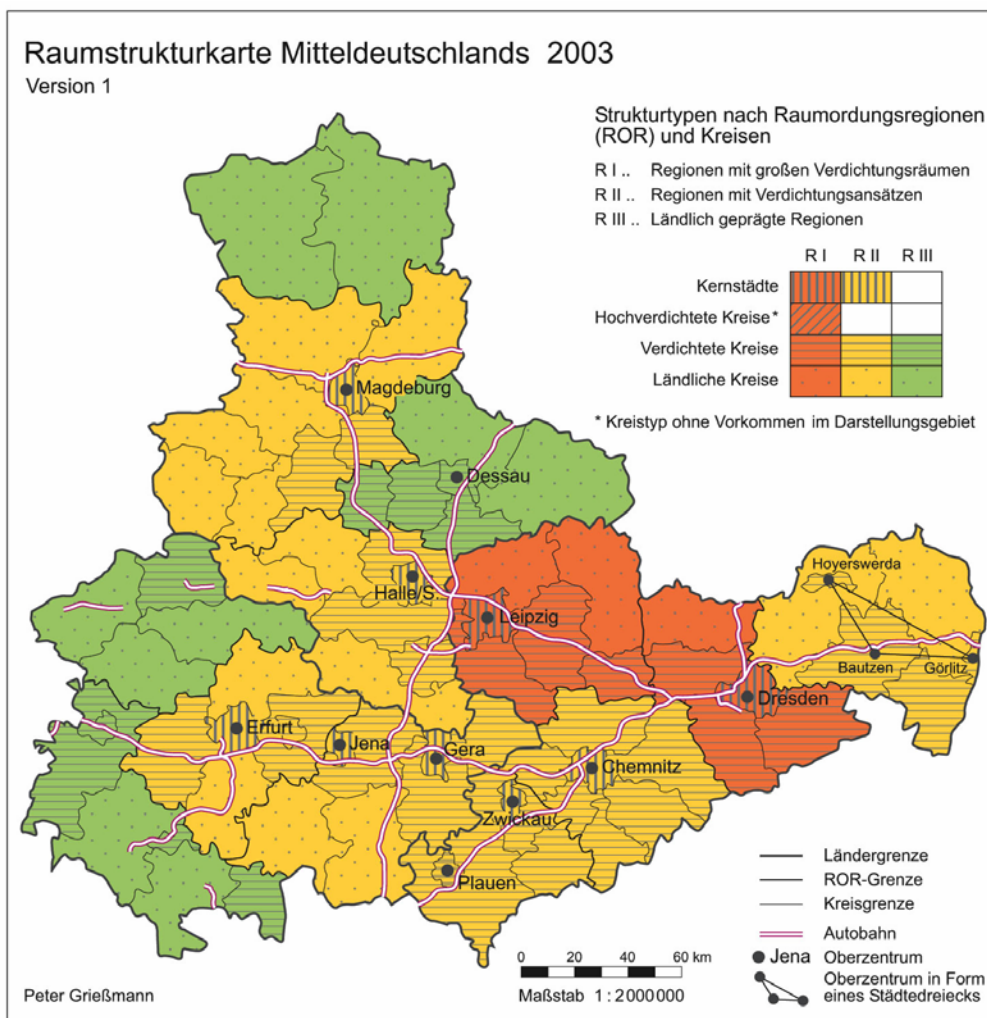 Raumstrukturkarte Mitteldeutschlands 2003
Version 1
Strukturtypen nach Raumordungsregionen
(ROR) und Kreisen
R I .. Regionen mit großen Verdichtungsräumen
R II .. Regionen mit Verdichtungsansätzen
R III .. Ländlich geprägte Regionen
R I R II R III
Kernstädte
Hochverdichtete Kreise*
Verdichtete Kreise
Ländliche Kreise
* Kreistyp ohne Vorkommen im Darstellungsgebiet
Magdeburg
Dessau
Halle/S.
Leipzig
Hoyerswerda
Bautzen
Görlitz
Dresden
Erfurt
Jena
Gera
Chemnitz
Zwickau
Plauen
Ländergrenze
ROR-Grenze
Kreisgrenze
Autobahn
Jena Oberzentrum
Oberzentrum in Form
eines Städtedreiecks
0 20 40 60 km
Maßstab 1 : 2 000 000
Peter Grießmann